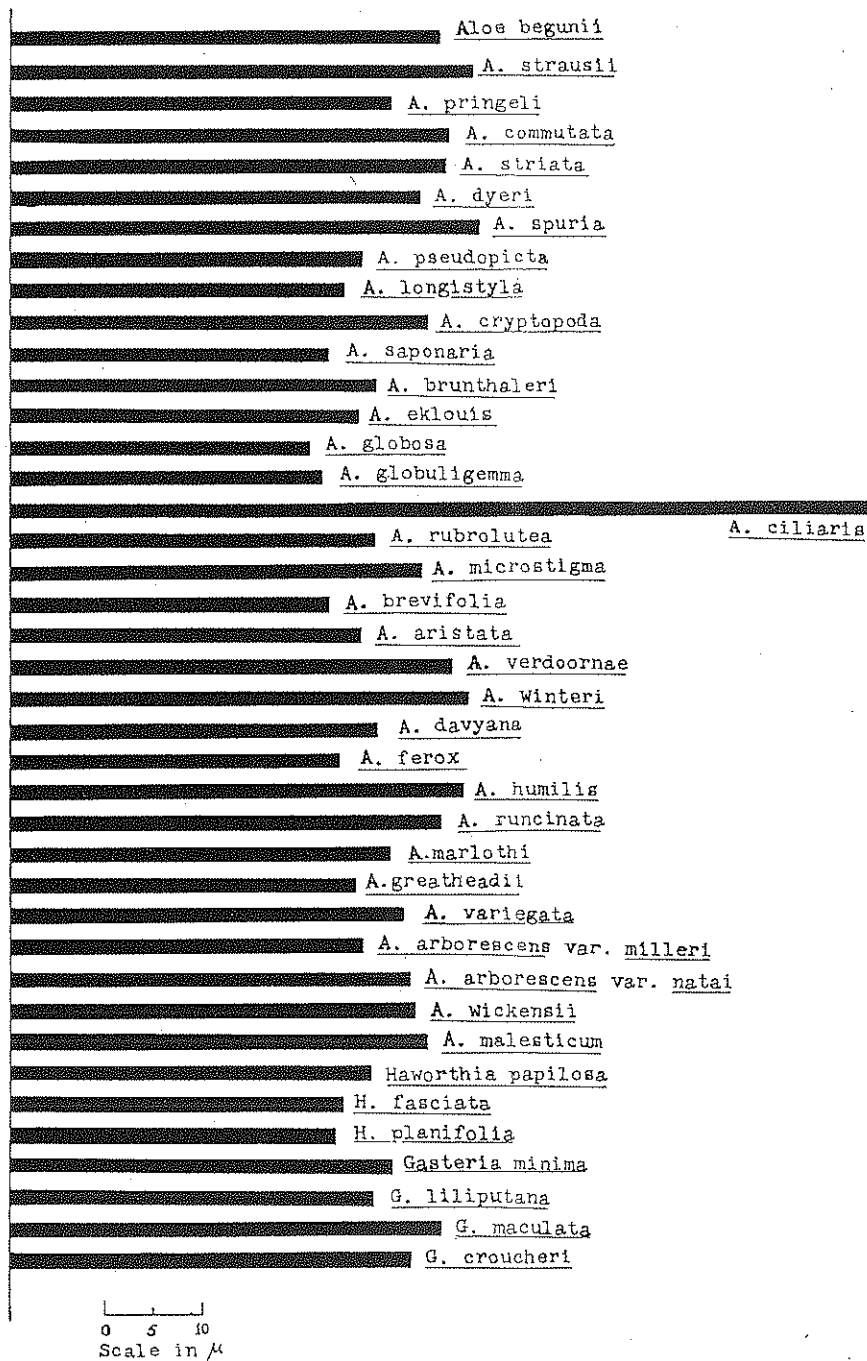 Aloe begunii
A. strausii
A. pringeli
A. commutata
A. striata
A. dyeri
A. spuria
A. pseudopicta
A. longistyla
A. cryptopoda
A. saponaria
A. brunthaleri
A. eklouis
A. globosa
A. globuligemma
A. ciliaris
A. rubrolutea
A. microstigma
A. brevifolia
A. aristata
A. verdoornae
A. Winteri
A. davyana
A. ferox
A. humilis
A. runcinata
A.marlothi
A.greatheadii
A. variegata
A. arborescens var. milleri
A. arborescens var. natai
A. Wickensii
A. malesticum
Haworthia papilosa
H. fasciata
H. planifolia
Gasteria minima
G. liliputana
G. maculata
G. croucheri
0 5 10
Scale in μ